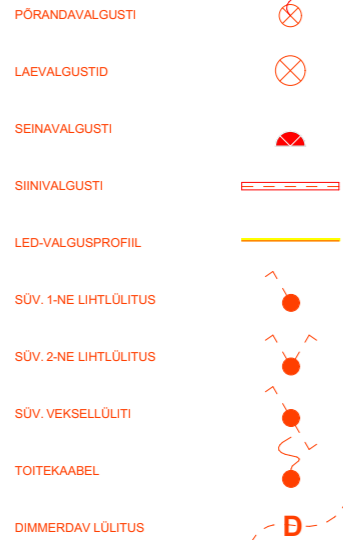 PÕRANDAVALGUSTI
LAEVALGUSTID
SEINAVALGUSTI
SIINIVALGUSTI
LED-VALGUSPROFIIL
SÜV. 1-NE LIHTLÜLITUS
SÜV. 2-NE LIHTLÜLITUS
SÜV. VEKSELLÜLITI
TOITEKAABEL
DIMMERDAV LÜLITUS D